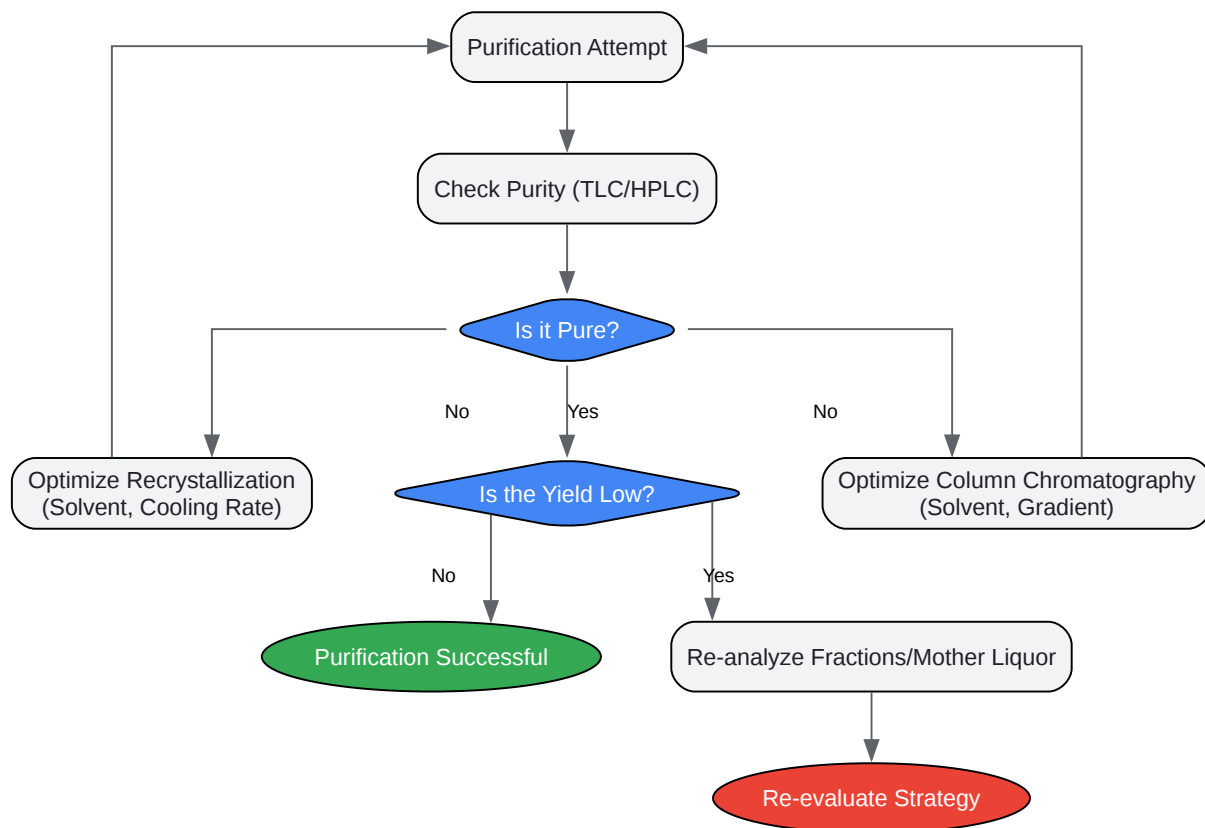 Purification Attempt
Check Purity (TLC/HPLC)
Is it Pure?
No
Yes
No
Optimize Recrystallization
(Solvent, Cooling Rate)
Is the Yield Low?
Optimize Column Chromatography
(Solvent, Gradient)
No
Yes
Purification Successful
Re-analyze Fractions/Mother Liquor
Re-evaluate Strategy